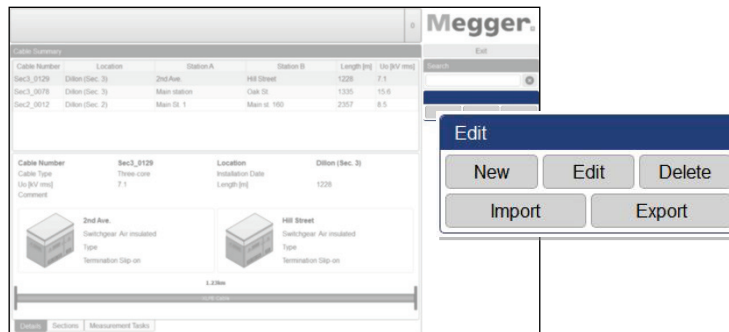 0
Megger.
Cable Summary
Exit
Cable Number Location Station A Station B Length [m] Uo [kV rms]
Search
Sec3_0129 Dillon (Sec. 3) 2nd Ave. Hill Street 1228 7.1
Sec3_0076 Dillon (Sec. 3) Main station Oak St. 1335 15.6
Sec2_0012 Dillon (Sec. 2) Main St. 1 Main st. 160 2357 8.5
Edit
New Edit Delete
Import Export
Cable Number Sec3_0129 Location Dillon (Sec. 3)
Cable Type Three core Installation Date
Uo [kV rms] 7.1 Length [m] 1228
Comment
2nd Ave. Hill Street
Switchgear Air insulated Switchgear Air insulated
Type Type
Termination Slip-on Termination Slip-on
Details Sections Measurement Tasks